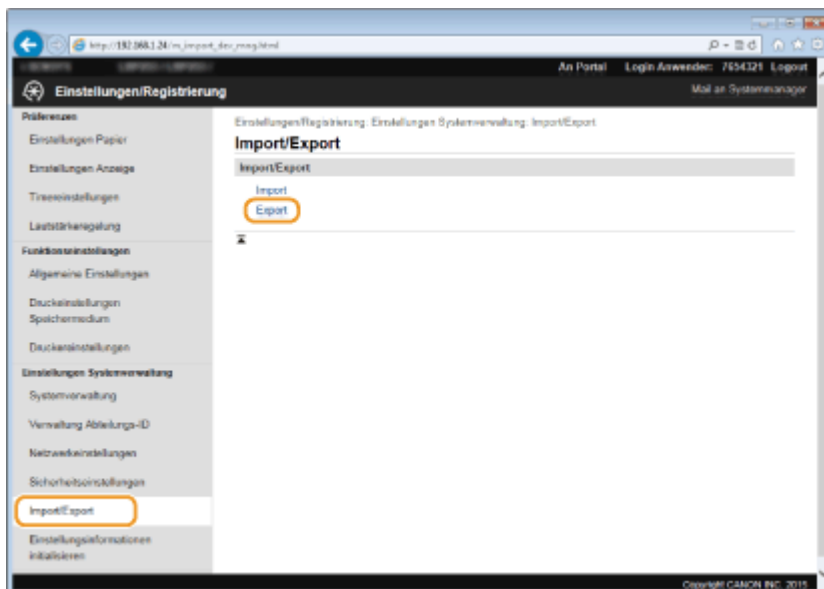 http://192.168.1.24/m_import_dev_mng.html
An Portal Login Anwender: 7654321 Logout
Einstellungen/Registrierung
Mail an Systemmanager
Präferenzen
Einstellungen Papier
Einstellungen Anzeige
Timereinstellungen
Lautstärkeregelung
Funktionseinstellungen
Allgemeine Einstellungen
Druckeinstellungen
Speichermedium
Druckereinstellungen
Einstellungen Systemverwaltung
Systemverwaltung
Verwaltung Abteilungs-ID
Netzwerkeinstellungen
Sicherheitseinstellungen
Import/Export
Einstellungsinformationen
initialisieren
Einstellungen/Registrierung: Einstellungen Systemverwaltung: Import/Export
Import/Export
Import/Export
Import
Export
Copyright CANON INC. 2015